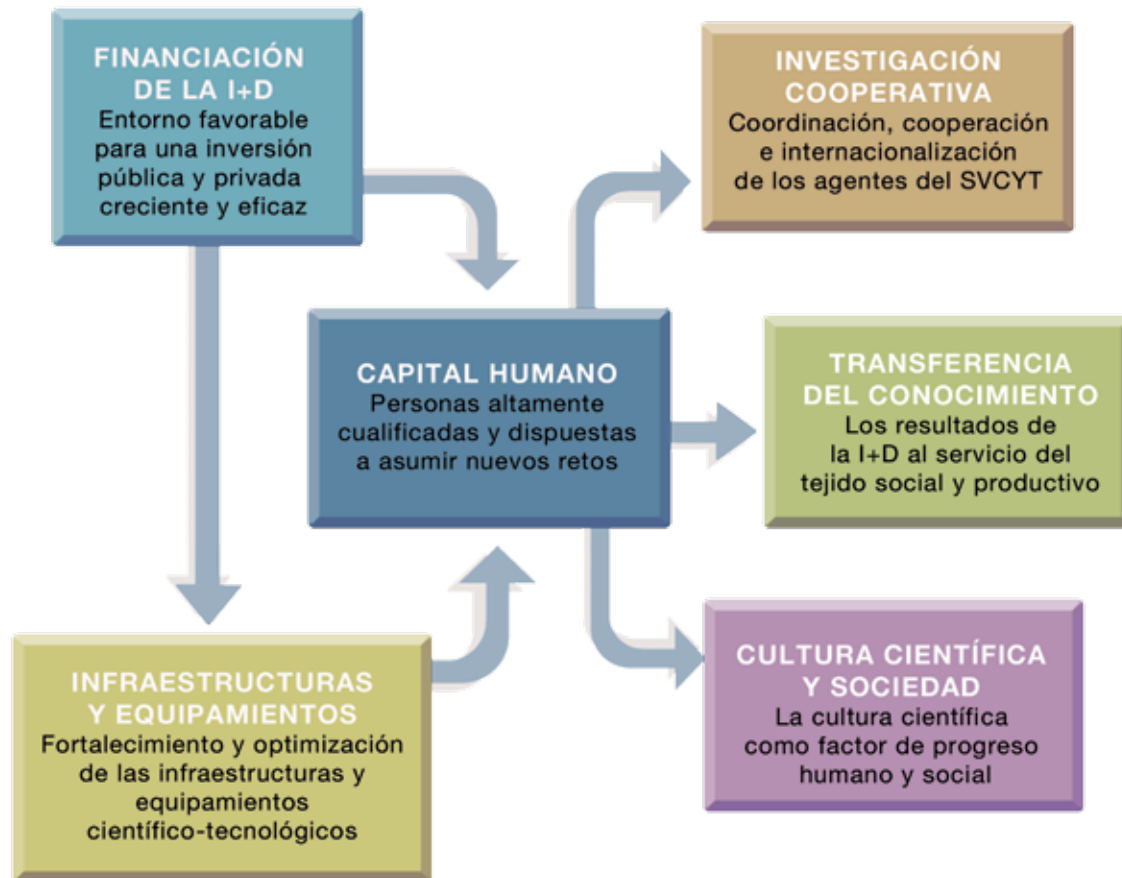 FINANCIACIÓN
DE LA I+D
Entorno favorable
para una inversión
pública y privada
creciente y eficaz
INVESTIGACIÓN
COOPERATIVA
Coordinación, cooperación
e internacionalización
de los agentes del SVCYT
CAPITAL HUMANO
Personas altamente
cualificadas y dispuestas
a asumir nuevos retos
TRANSFERENCIA
DEL CONOCIMIENTO
Los resultados de
la I+D al servicio del
tejido social y productivo
INFRAESTRUCTURAS
Y EQUIPAMIENTOS
Fortalecimiento y optimización
de las infraestructuras y
equipamientos
científico-tecnológicos
CULTURA CIENTÍFICA
Y SOCIEDAD
La cultura científica
como factor de progreso
humano y social